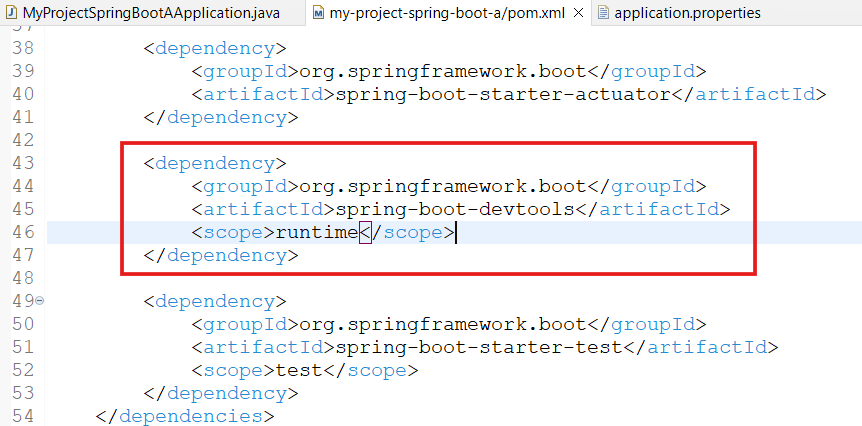 MyProjectSpringBootAApplication.java my-project-spring-boot-a/pom.xml application.properties
37
38 <dependency>
39 <groupId>org.springframework.boot</groupId>
40 <artifactId>spring-boot-starter-actuator</artifactId>
41 </dependency>
42
43 <dependency>
44 <groupId>org.springframework.boot</groupId>
45 <artifactId>spring-boot-devtools</artifactId>
46 <scope>runtime</scope>
47 </dependency>
48
49 <dependency>
50 <groupId>org.springframework.boot</groupId>
51 <artifactId>spring-boot-starter-test</artifactId>
52 <scope>test</scope>
53 </dependency>
54 </dependencies>